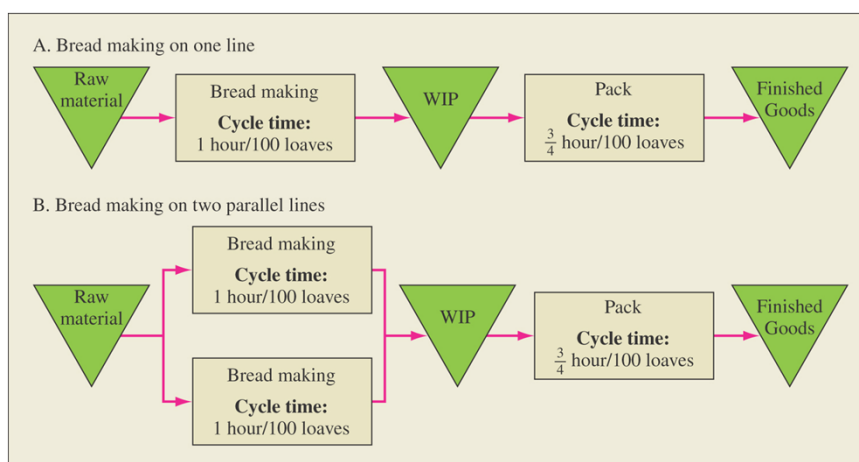 A. Bread making on one line
Raw
material
Bread making
Cycle time:
1 hour/100 loaves
WIP
Pack
Cycle time:
3/4 hour/100 loaves
Finished
Goods
B. Bread making on two parallel lines
Raw
material
Bread making
Cycle time:
1 hour/100 loaves
Bread making
Cycle time:
1 hour/100 loaves
WIP
Pack
Cycle time:
3/4 hour/100 loaves
Finished
Goods